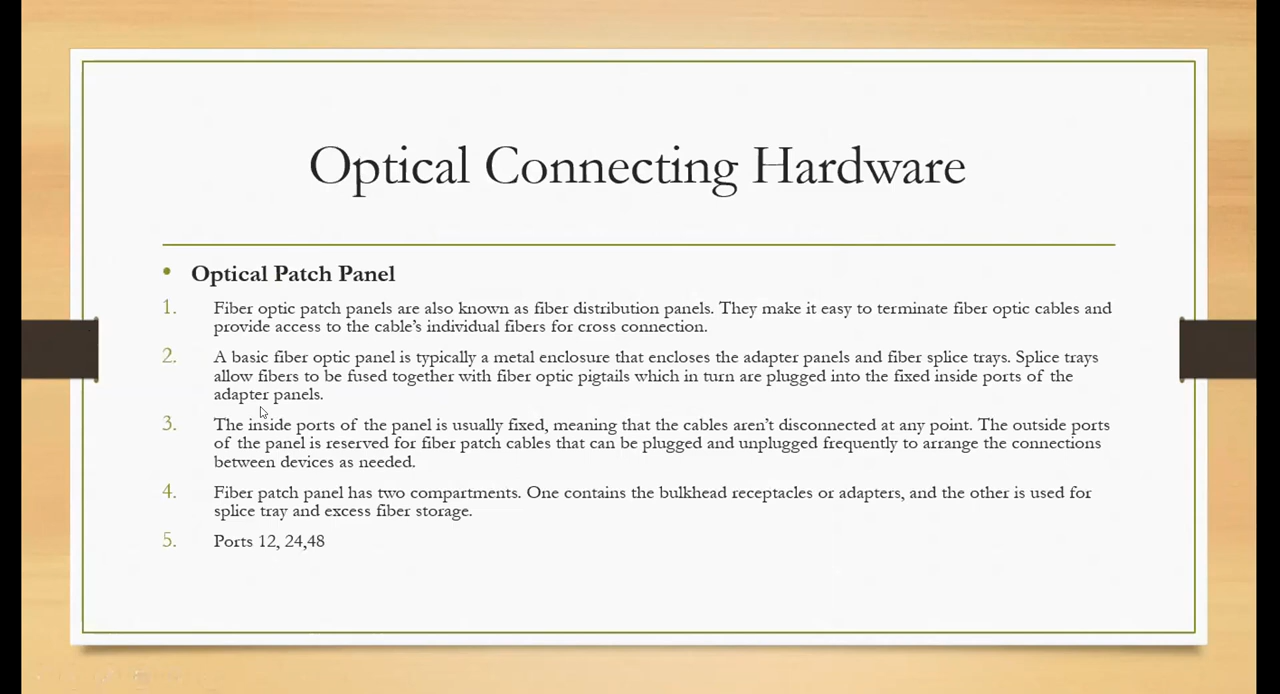 Optical Connecting Hardware
• Optical Patch Panel
1. Fiber optic patch panels are also known as fiber distribution panels. They make it easy to terminate fiber optic cables and
provide access to the cable's individual fibers for cross connection.
2. A basic fiber optic panel is typically a metal enclosure that encloses the adapter panels and fiber splice trays. Splice trays
allow fibers to be fused together with fiber optic pigtails which in turn are plugged into the fixed inside ports of the
adapter panels.
3. The inside ports of the panel is usually fixed, meaning that the cables aren't disconnected at any point. The outside ports
of the panel is reserved for fiber patch cables that can be plugged and unplugged frequently to arrange the connections
between devices as needed.
4. Fiber patch panel has two compartments. One contains the bulkhead receptacles or adapters, and the other is used for
splice tray and excess fiber storage.
5. Ports 12, 24,48